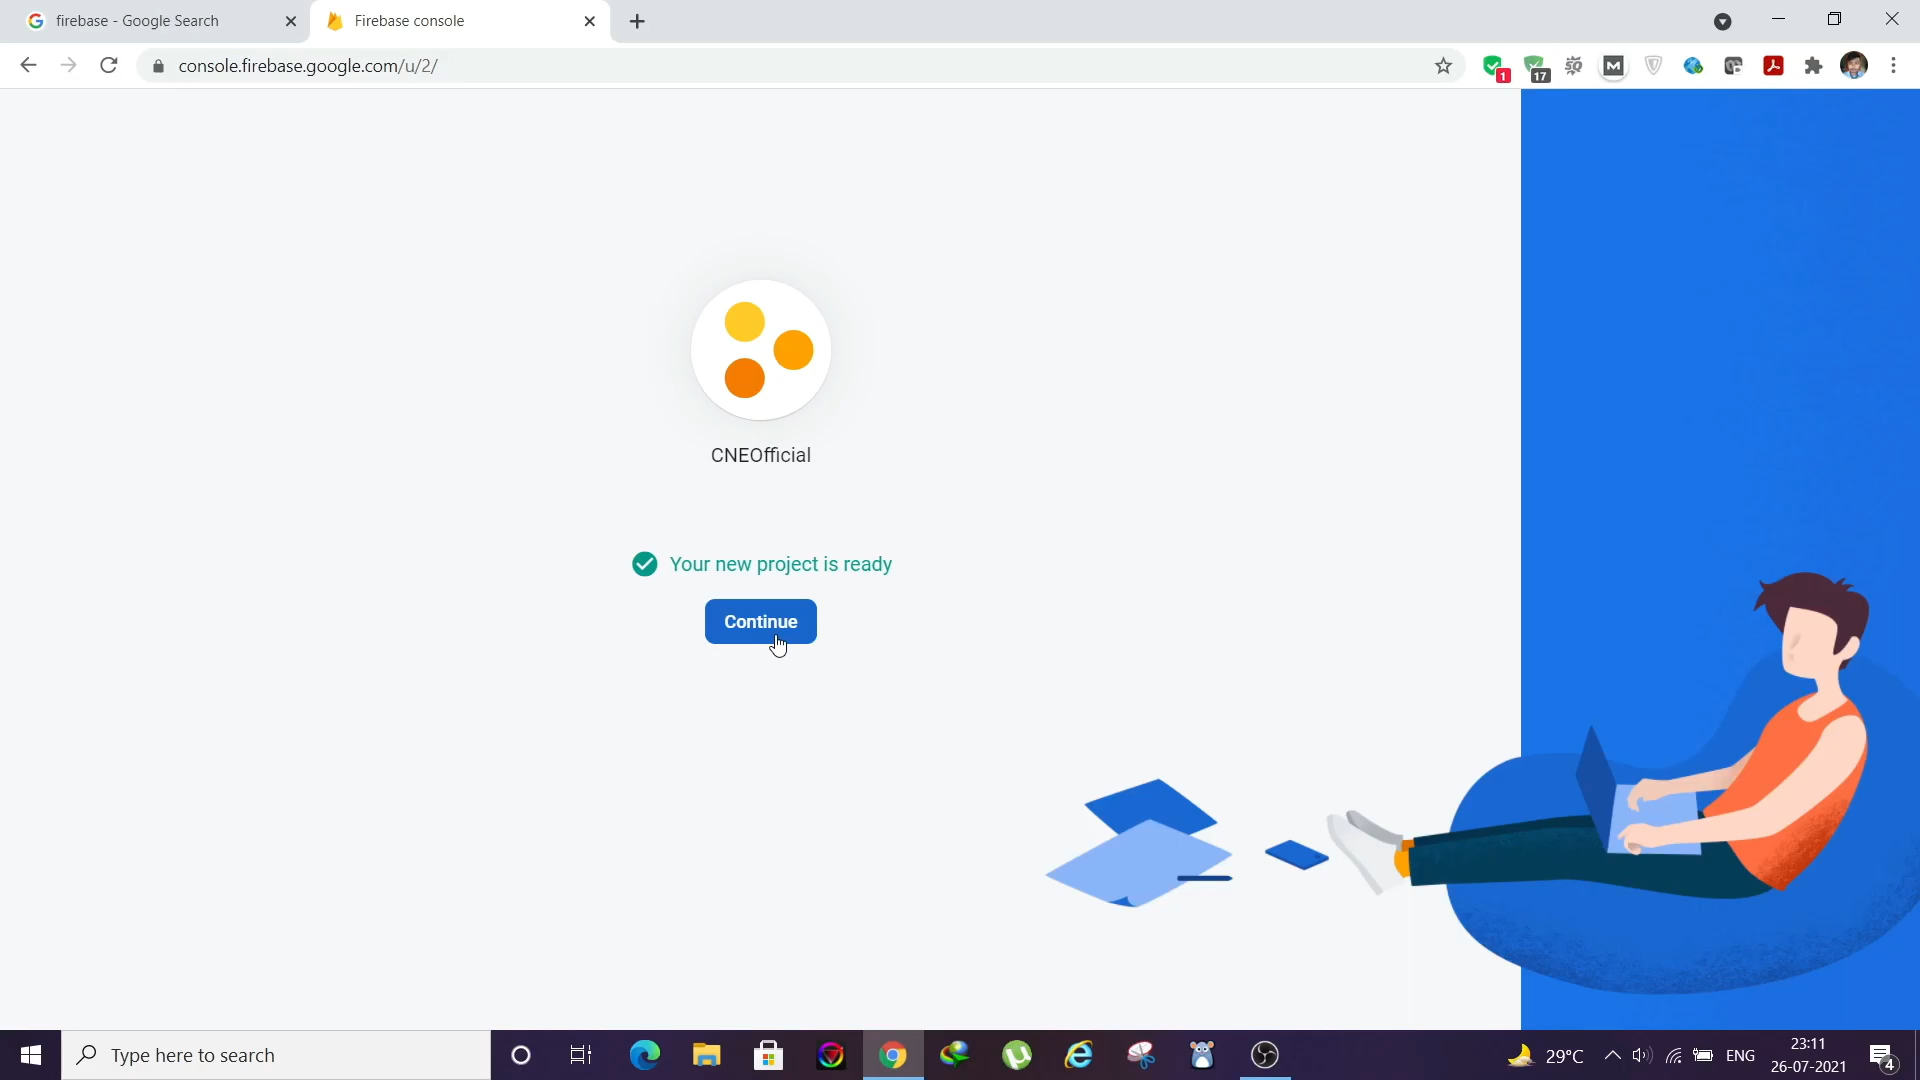 firebase - Google Search
Firebase console
console.firebase.google.com/u/2/
1
17
CNEOfficial
Your new project is ready
Continue
Type here to search
29°C
ENG
23:11
26-07-2021
4